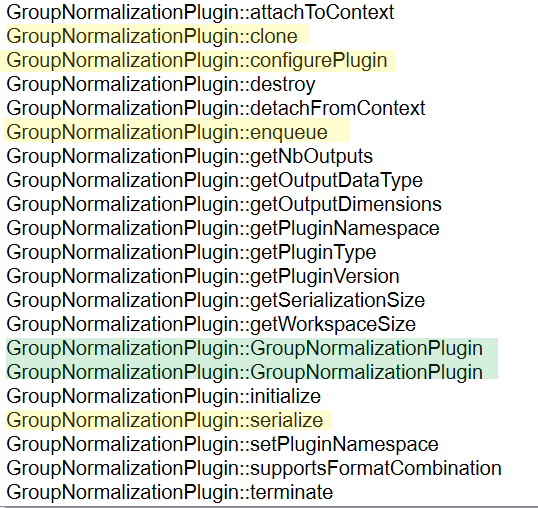 GroupNormalizationPlugin::attachToContext
GroupNormalizationPlugin::clone
GroupNormalizationPlugin::configurePlugin
GroupNormalizationPlugin::destroy
GroupNormalizationPlugin::detachFromContext
GroupNormalizationPlugin::enqueue
GroupNormalizationPlugin::getNbOutputs
GroupNormalizationPlugin::getOutputDataType
GroupNormalizationPlugin::getOutputDimensions
GroupNormalizationPlugin::getPluginNamespace
GroupNormalizationPlugin::getPluginType
GroupNormalizationPlugin::getPluginVersion
GroupNormalizationPlugin::getSerializationSize
GroupNormalizationPlugin::getWorkspaceSize
GroupNormalizationPlugin::GroupNormalizationPlugin
GroupNormalizationPlugin::GroupNormalizationPlugin
GroupNormalizationPlugin::initialize
GroupNormalizationPlugin::serialize
GroupNormalizationPlugin::setPluginNamespace
GroupNormalizationPlugin::supportsFormatCombination
GroupNormalizationPlugin::terminate